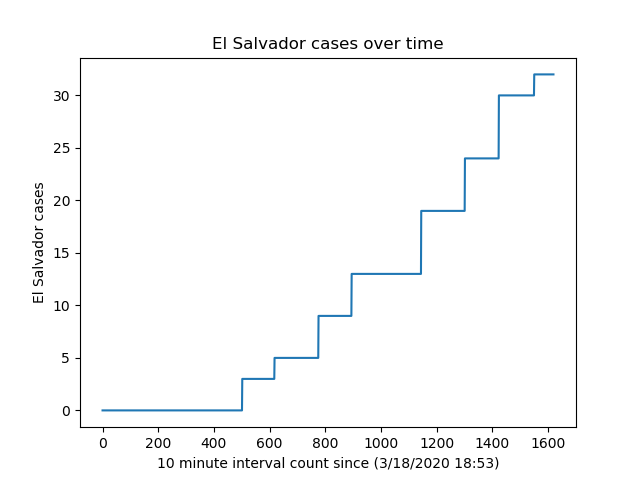 El Salvador cases over time
30
25
20
15
10
5
0
El Salvador cases
0 200 400 600 800 1000 1200 1400 1600
10 minute interval count since (3/18/2020 18:53)